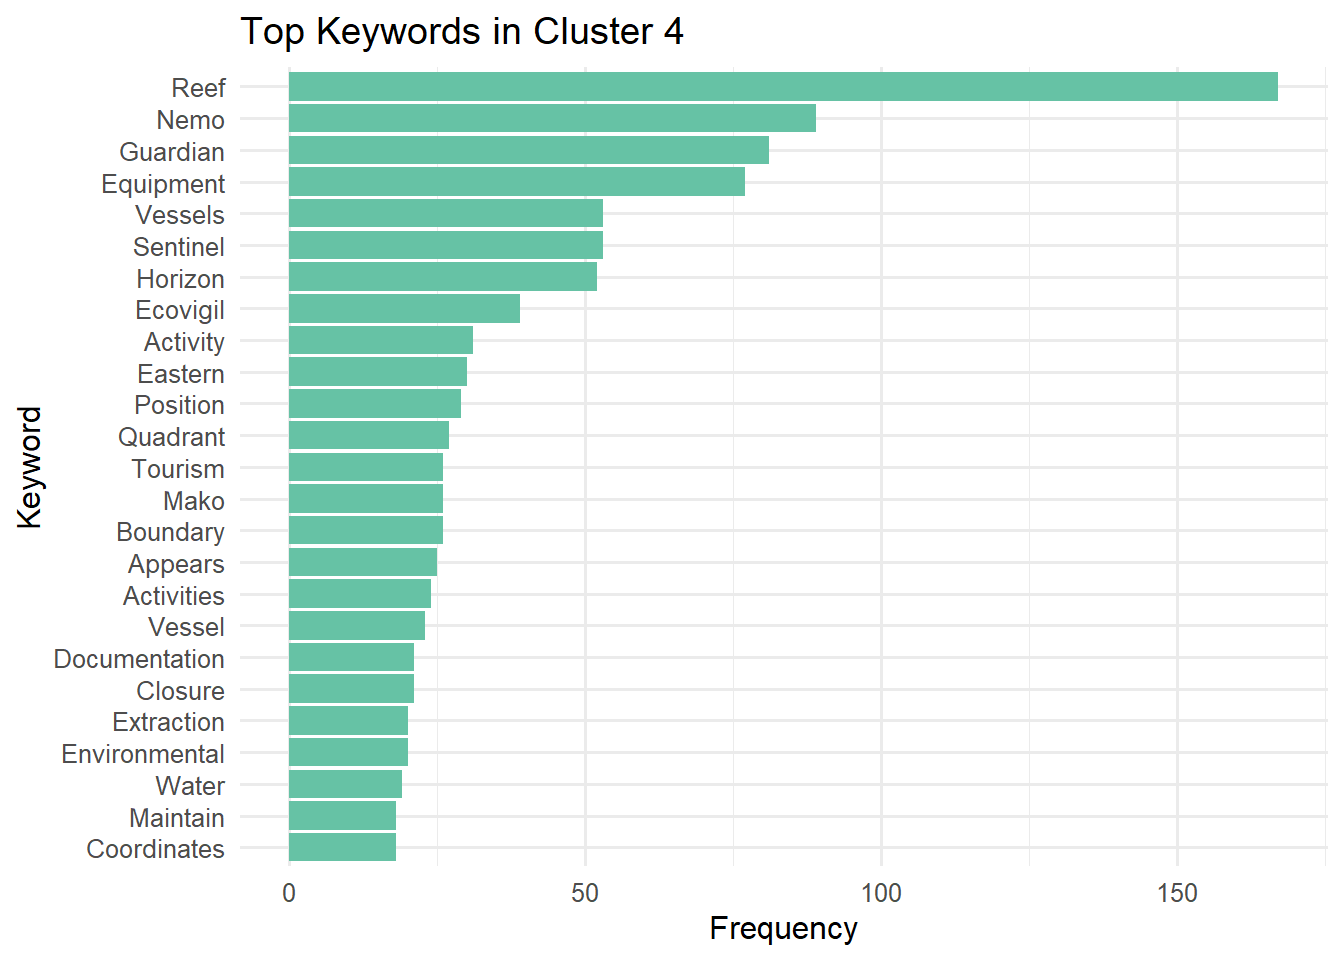 Top Keywords in Cluster 4
Keyword
Reef
Nemo
Guardian
Equipment
Vessels
Sentinel
Horizon
Ecovigil
Activity
Eastern
Position
Quadrant
Tourism
Mako
Boundary
Appears
Activities
Vessel
Documentation
Closure
Extraction
Environmental
Water
Maintain
Coordinates
0 50 100 150
Frequency